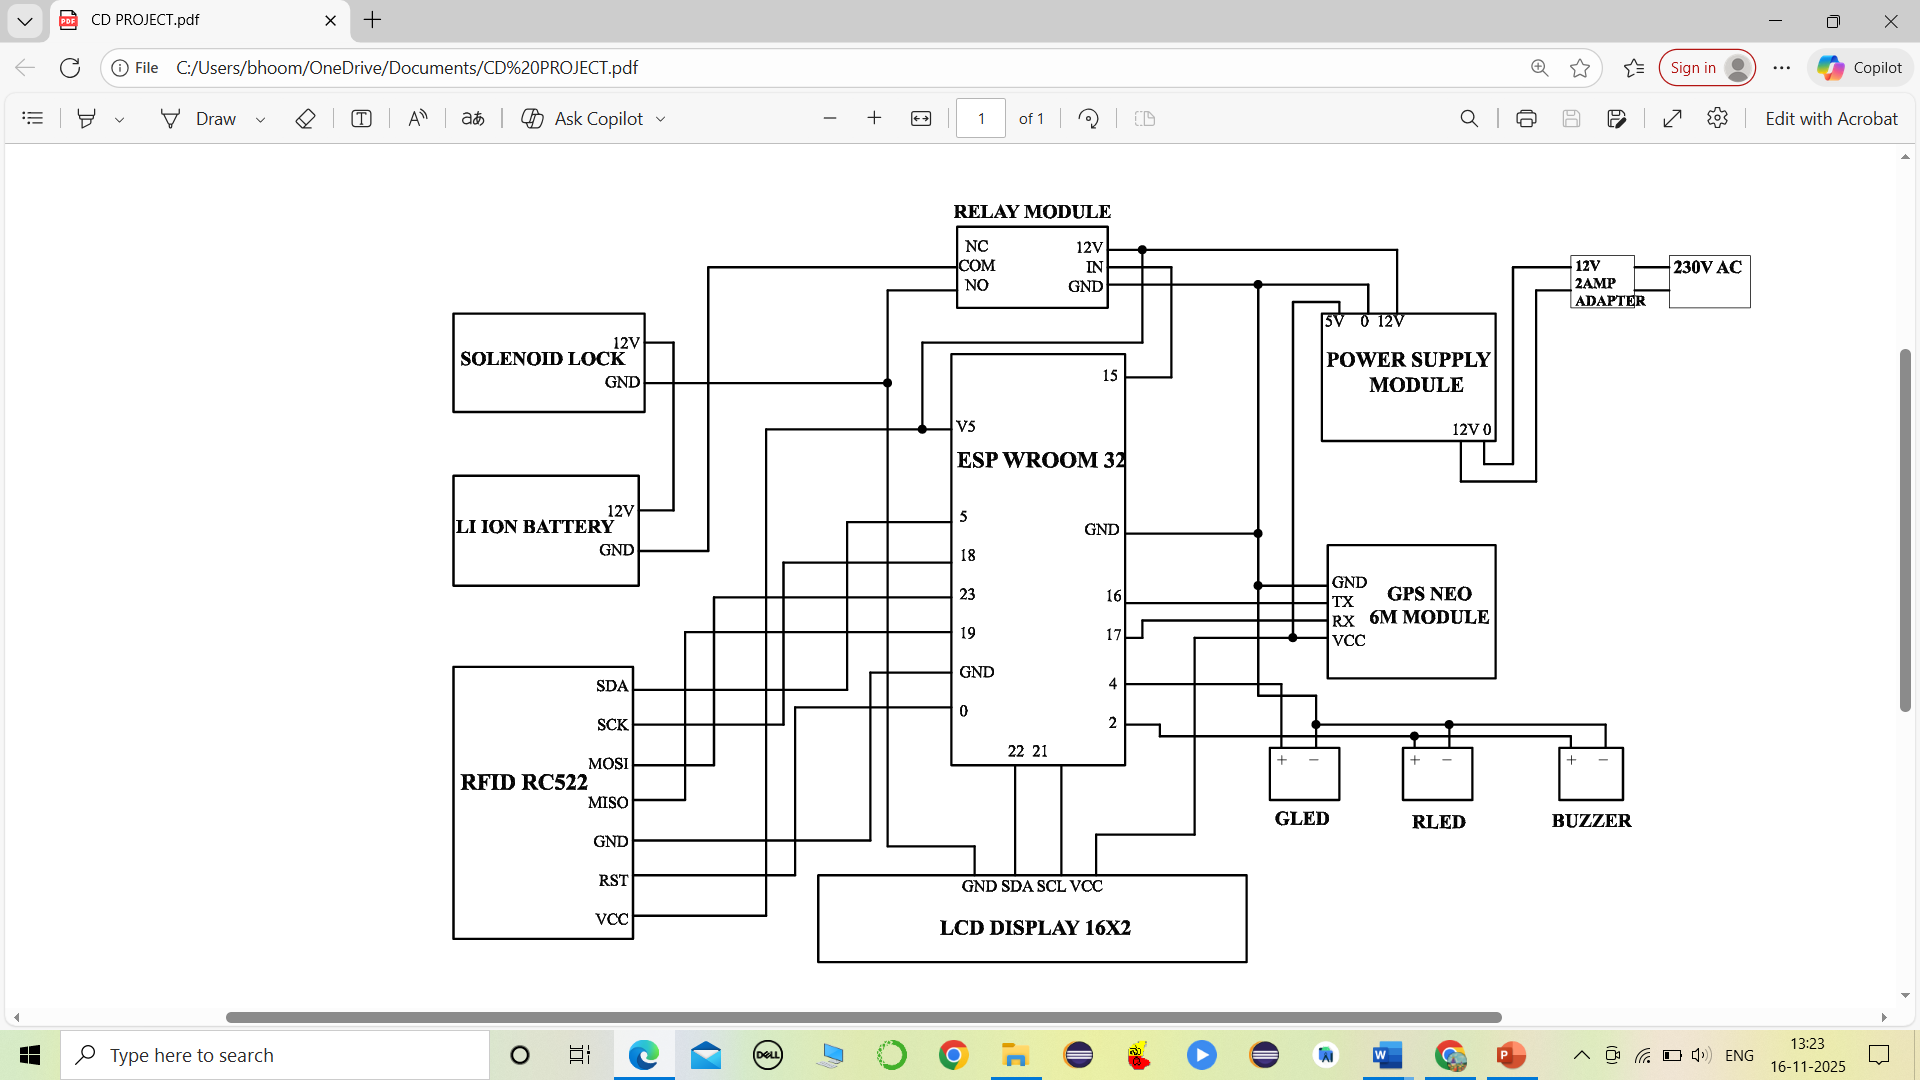 CD PROJECT.pdf
File C:/Users/bhoom/OneDrive/Documents/CD%20PROJECT.pdf
Sign in
Copilot
Draw
T
A
aあ
Ask Copilot
1 of 1
Edit with Acrobat
RELAY MODULE
NC
COM
NO
12V
IN
GND
12V
2AMP
ADAPTER
230V AC
SOLENOID LOCK
12V
GND
5V 0 12V
POWER SUPPLY
MODULE
12V 0
LI ION BATTERY
12V
GND
ESP WROOM 32
V5
5
18
23
19
GND
0
15
GND
16
17
4
2
22 21
GPS NEO
6M MODULE
GND
TX
RX
VCC
RFID RC522
SDA
SCK
MOSI
MISO
GND
RST
VCC
+ −
GLED
+ −
RLED
+ −
BUZZER
GND SDA SCL VCC
LCD DISPLAY 16X2
Type here to search
DELL
W
P
ENG
13:23
16-11-2025